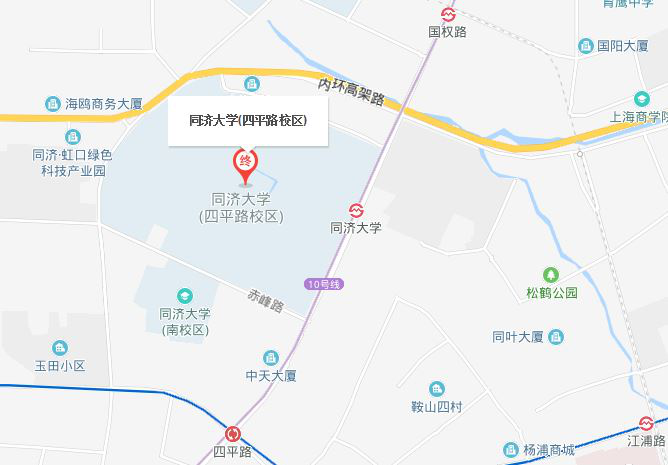 青鹰中学
国权路
国阳大厦
内环高架路
海鸥商务大厦
上海商学院
同济大学(四平路校区)
同济·虹口绿色
科技产业园
终
同济大学
(四平路校区)
同济大学
10号线
松鹤公园
赤峰路
同济大学
(南校区)
同叶大厦
玉田小区
中天大厦
鞍山四村
江浦路
四平路
杨浦商城